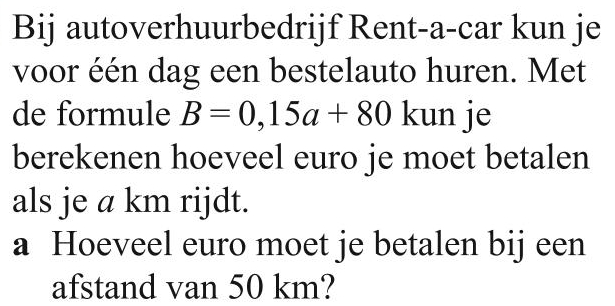 Bij autoverhuurbedrijf Rent-a-car kun je
voor één dag een bestelauto huren. Met
de formule B = 0,15a + 80 kun je
berekenen hoeveel euro je moet betalen
als je a km rijdt.
a Hoeveel euro moet je betalen bij een
afstand van 50 km?